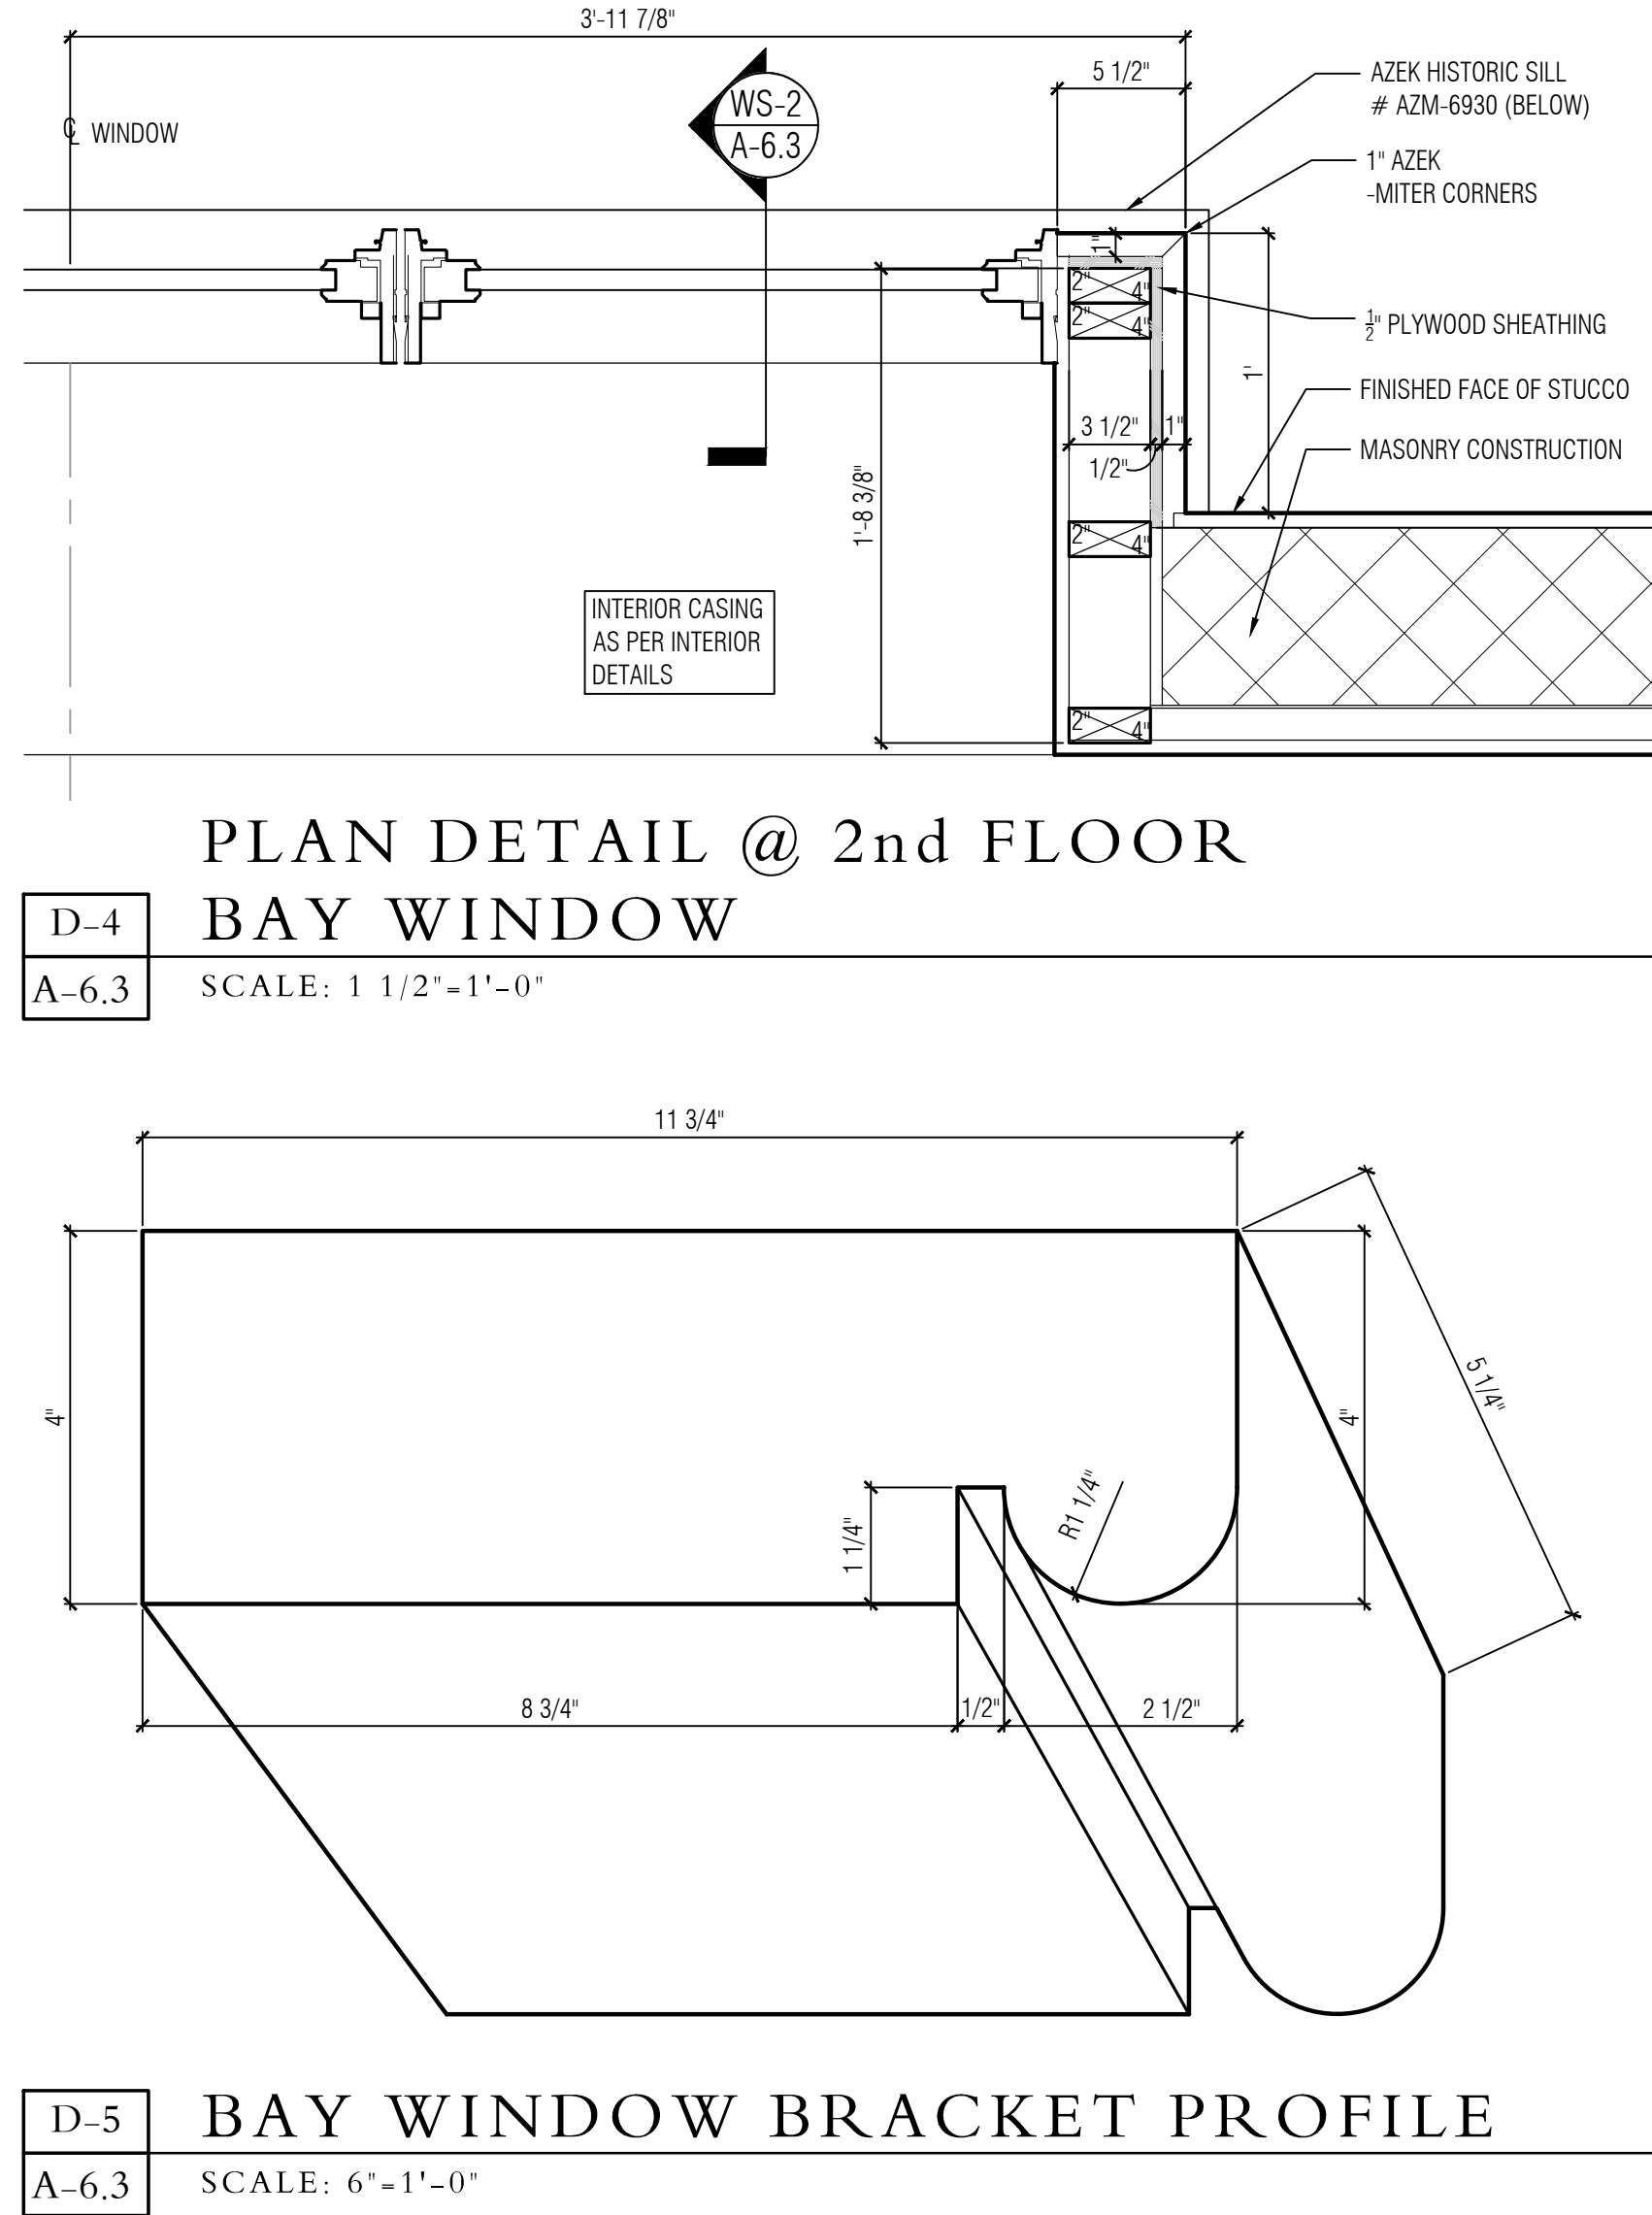 3'-11 7/8"
5 1/2"
AZEK HISTORIC SILL
# AZM-6930 (BELOW)
WS-2
A-6.3
℄ WINDOW
1" AZEK
-MITER CORNERS
1"
2" 4"
2" 4"
½" PLYWOOD SHEATHING
1'
FINISHED FACE OF STUCCO
3 1/2"
1"
1/2"
MASONRY CONSTRUCTION
1'-8 3/8"
2" 4"
INTERIOR CASING
AS PER INTERIOR
DETAILS
2" 4"
PLAN DETAIL @ 2nd FLOOR
BAY WINDOW
D-4
A-6.3
SCALE: 1 1/2"=1'-0"
11 3/4"
4"
4"
5 1/4"
R1 1/4"
1 1/4"
8 3/4"
1/2"
2 1/2"
D-5
BAY WINDOW BRACKET PROFILE
A-6.3
SCALE: 6"=1'-0"